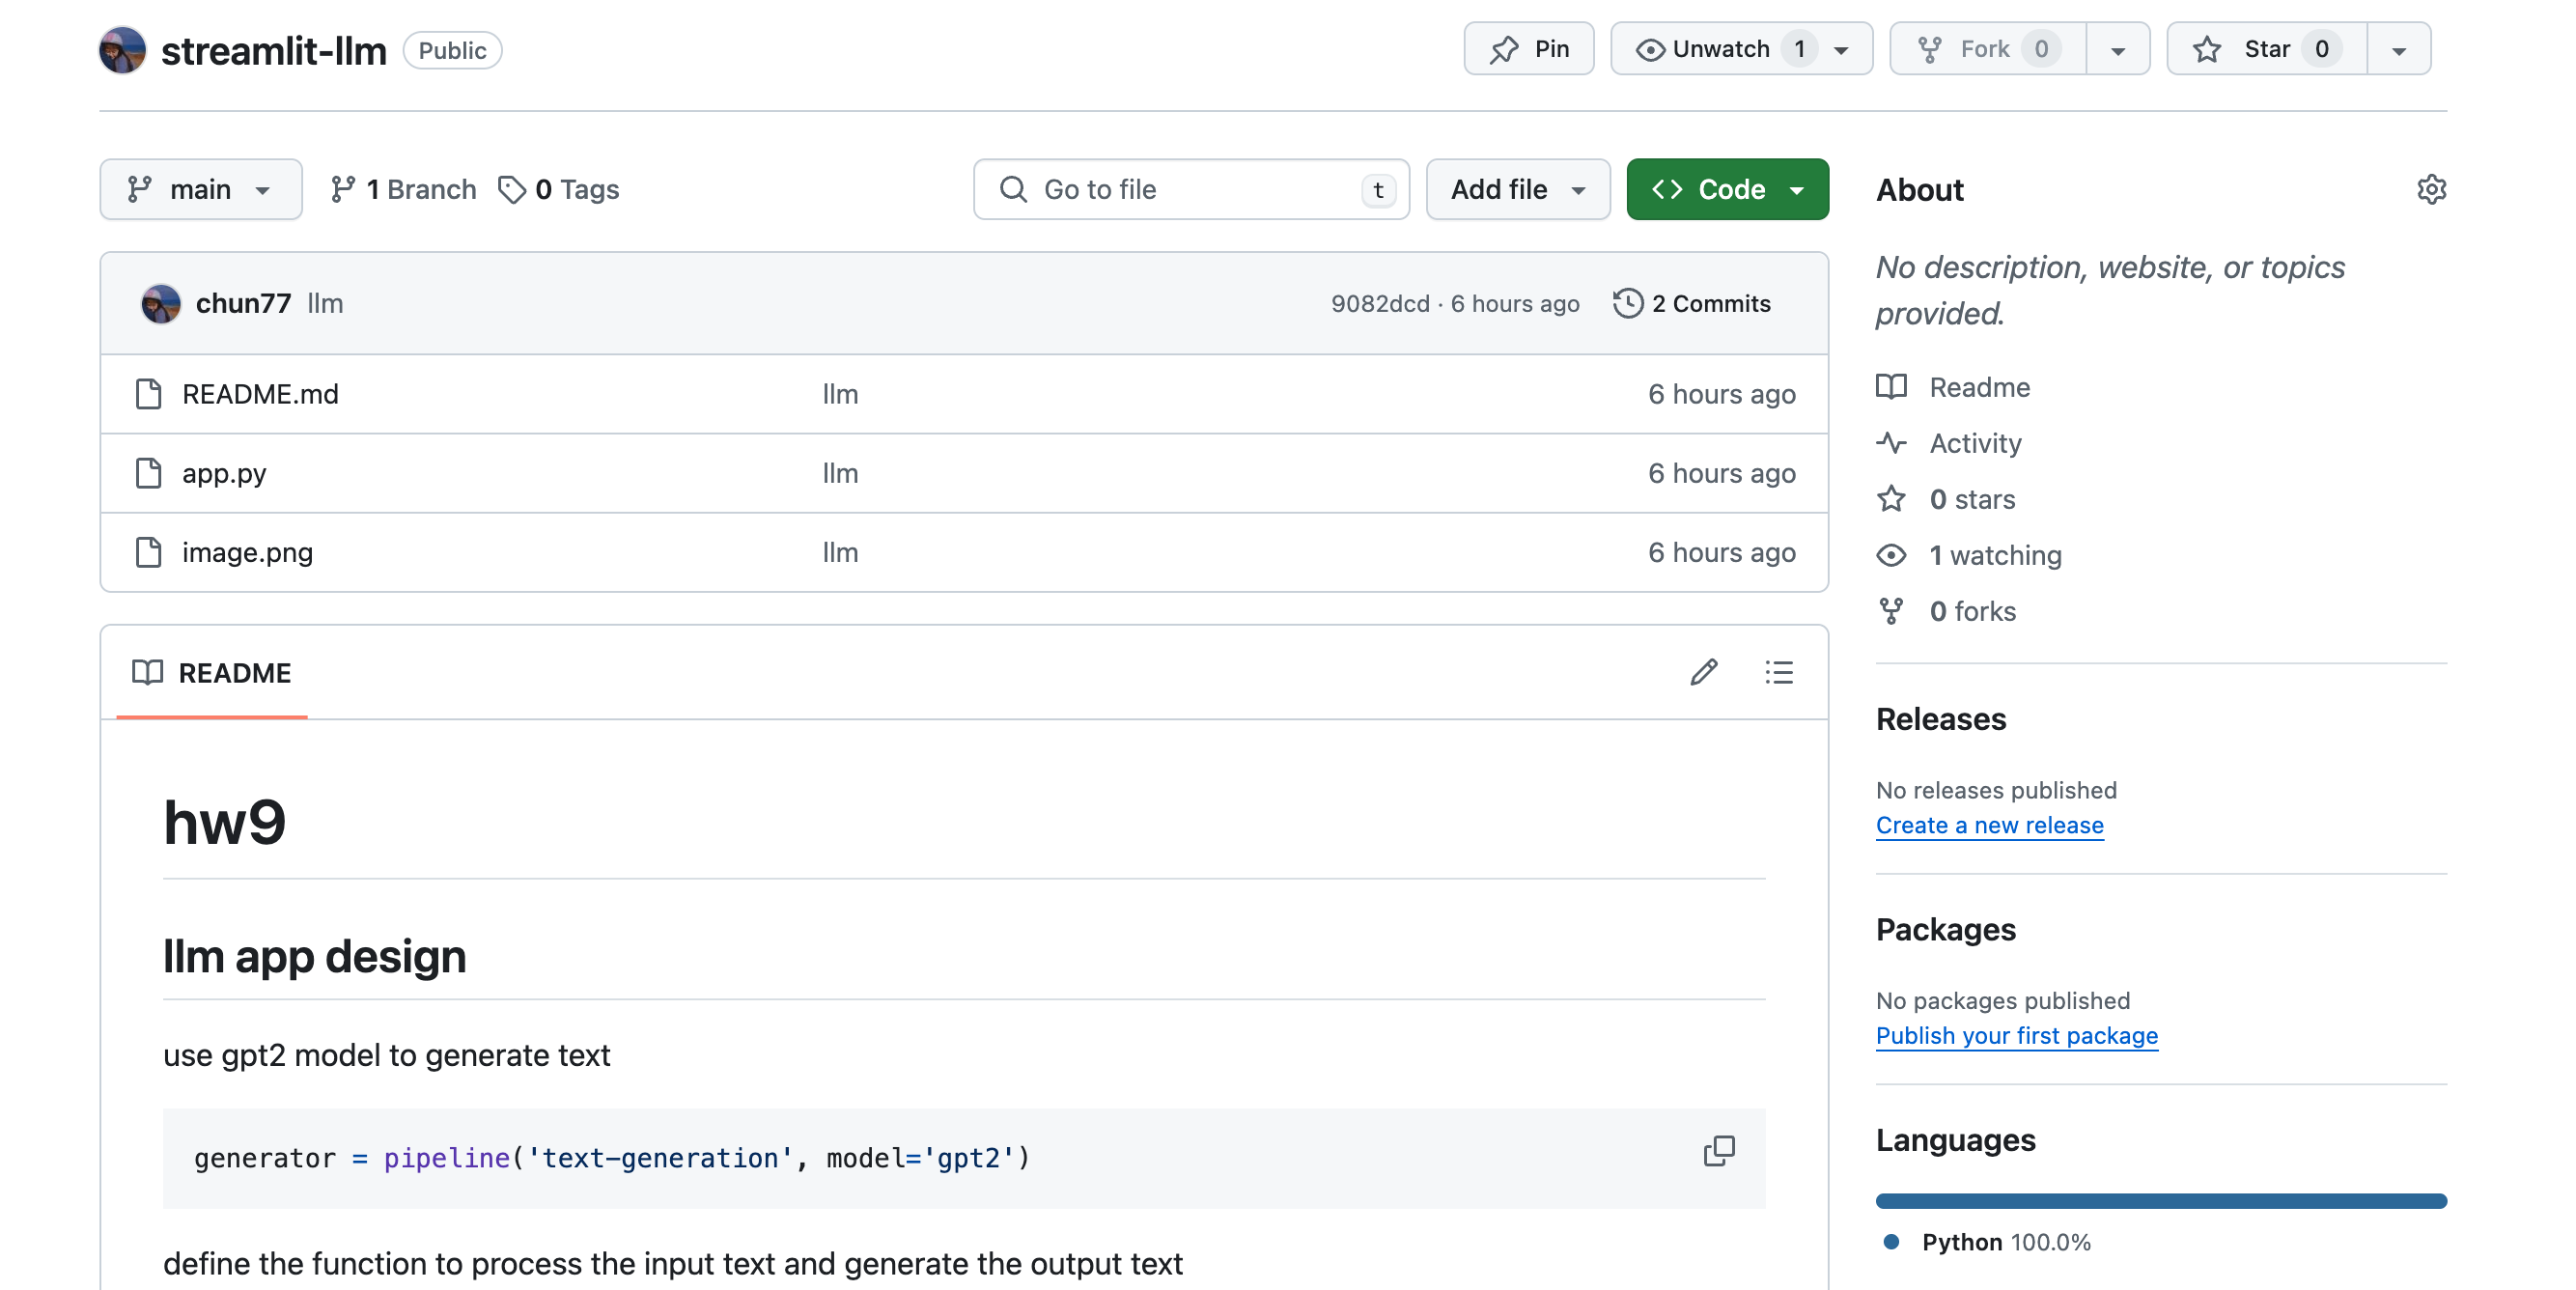 streamlit-llm Public Pin Unwatch 1 Fork 0 Star 0
main 1 Branch 0 Tags Go to file t Add file Code
chun77 llm 9082dcd · 6 hours ago 2 Commits
README.md llm 6 hours ago
app.py llm 6 hours ago
image.png llm 6 hours ago
README
hw9
llm app design
use gpt2 model to generate text
generator = pipeline('text-generation', model='gpt2')
define the function to process the input text and generate the output text
About
No description, website, or topics
provided.
Readme
Activity
0 stars
1 watching
0 forks
Releases
No releases published
Create a new release
Packages
No packages published
Publish your first package
Languages
Python 100.0%